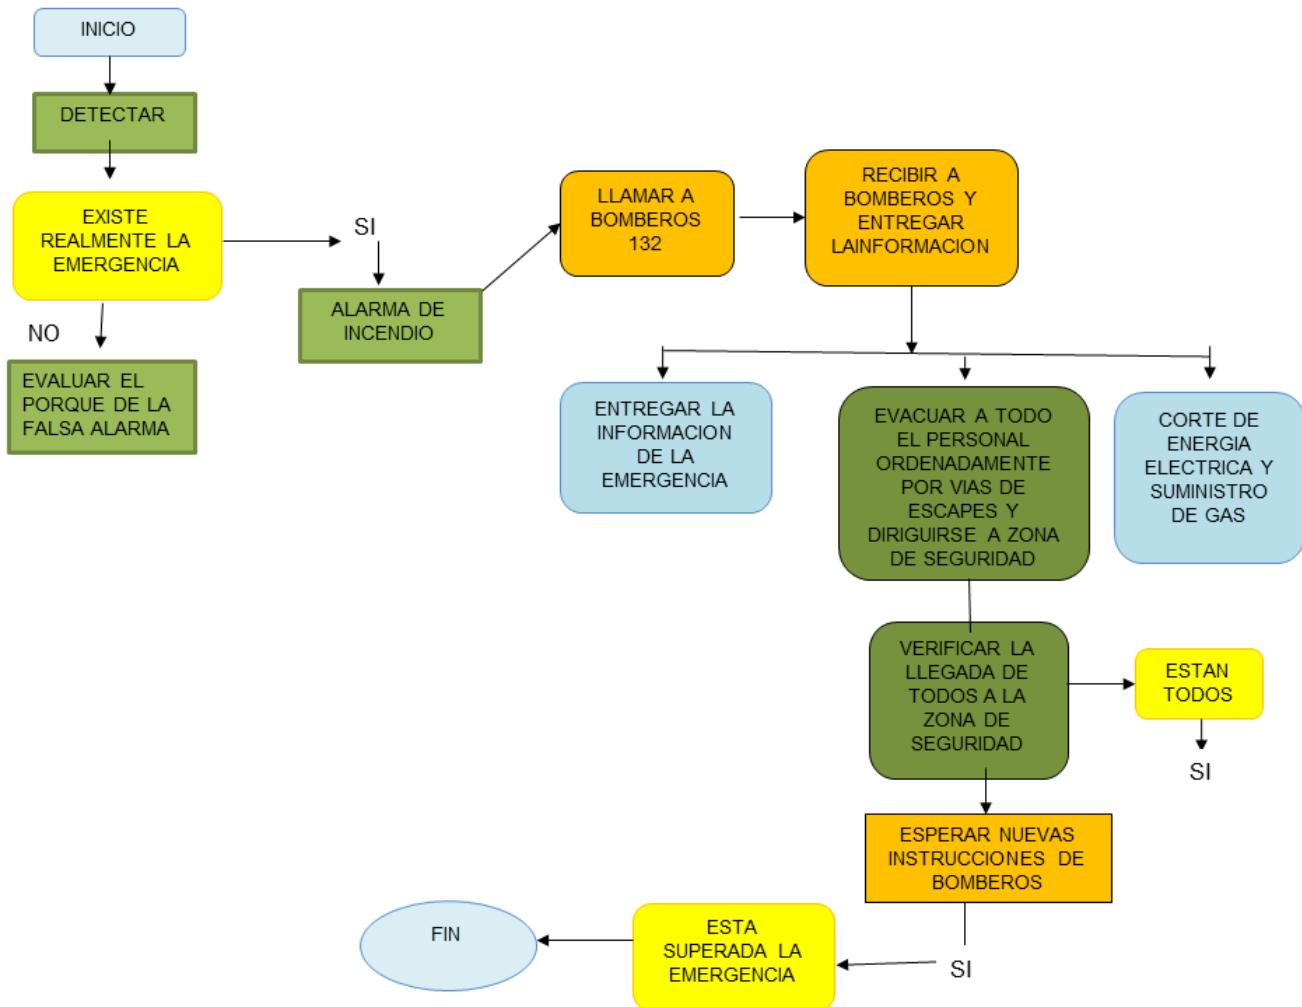 INICIO
DETECTAR
EXISTE
REALMENTE LA
EMERGENCIA
SI
NO
EVALUAR EL
PORQUE DE LA
FALSA ALARMA
ALARMA DE
INCENDIO
LLAMAR A
BOMBEROS
132
RECIBIR A
BOMBEROS Y
ENTREGAR
LAINFORMACION
ENTREGAR LA
INFORMACION
DE LA
EMERGENCIA
EVACUAR A TODO
EL PERSONAL
ORDENADAMENTE
POR VIAS DE
ESCAPES Y
DIRIGUIRSE A ZONA
DE SEGURIDAD
CORTE DE
ENERGIA
ELECTRICA Y
SUMINISTRO
DE GAS
VERIFICAR LA
LLEGADA DE
TODOS A LA
ZONA DE
SEGURIDAD
ESTAN
TODOS
SI
ESPERAR NUEVAS
INSTRUCCIONES DE
BOMBEROS
SI
ESTA
SUPERADA LA
EMERGENCIA
FIN